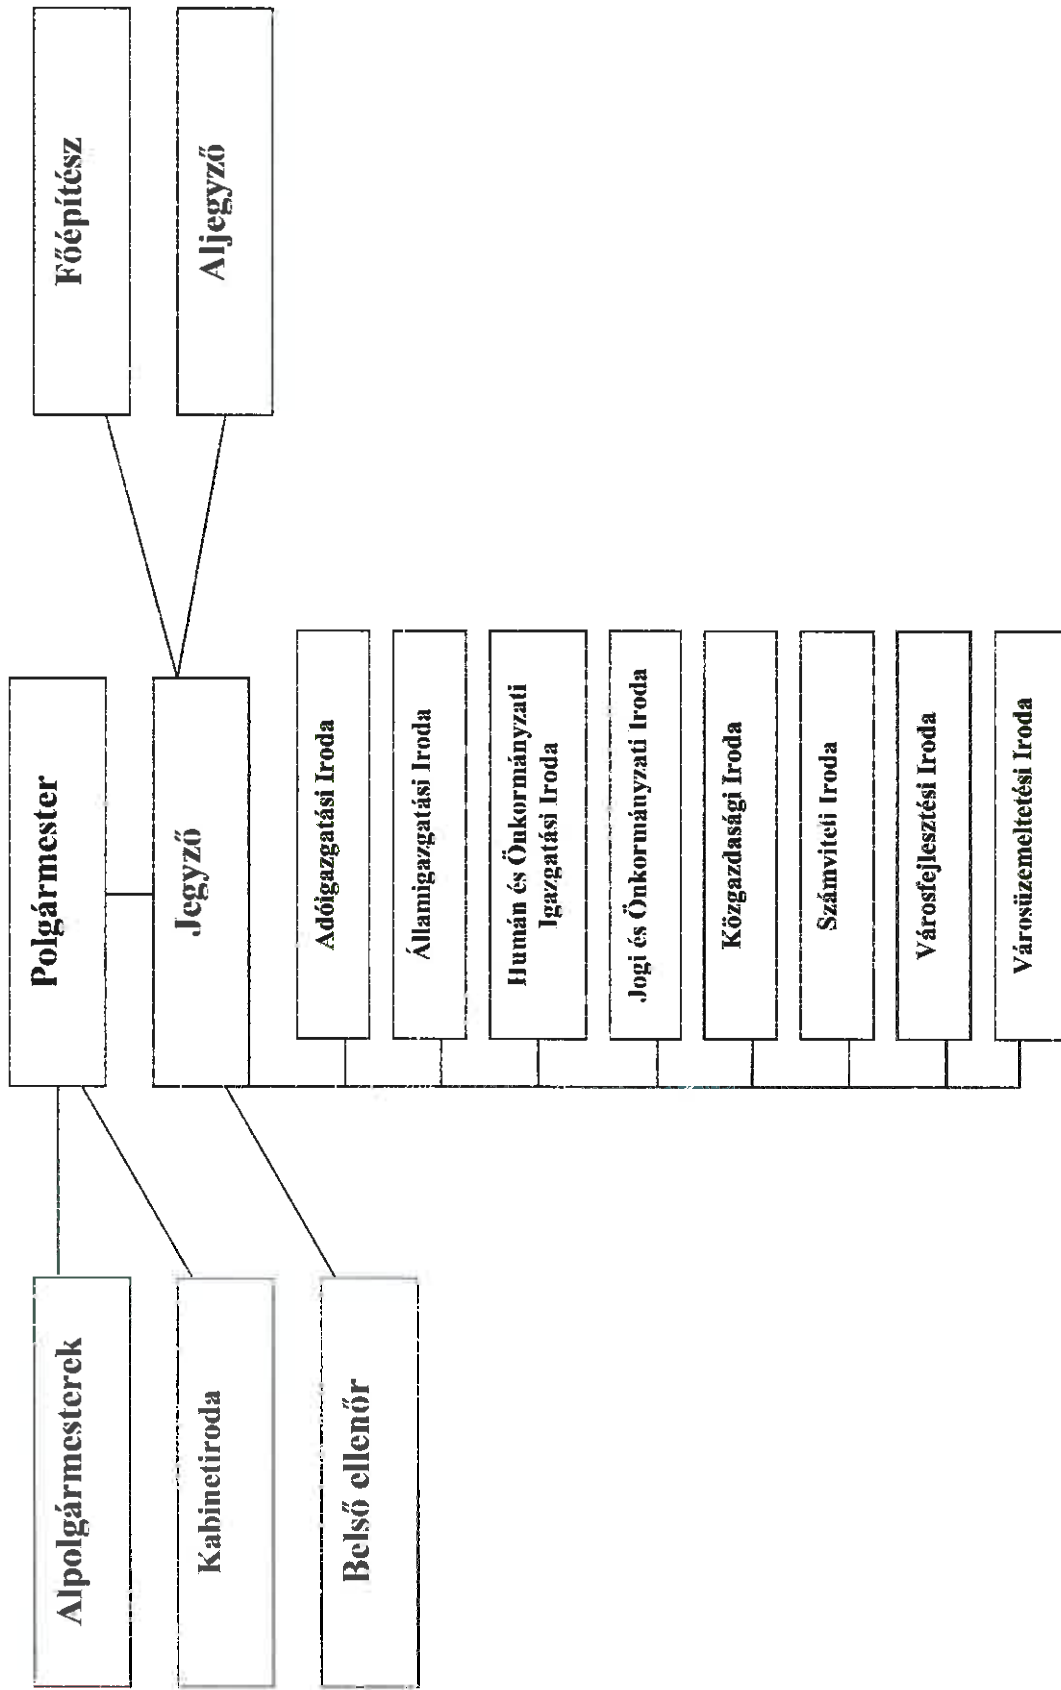 Polgármester
Alpolgármesterek
Főépítész
Jegyző
Kabinetiroda
Aljegyző
Belső ellenőr
Adóigazgatási Iroda
Államigazgatási Iroda
Humán és Önkormányzati
Igazgatási Iroda
Jogi és Önkormányzati Iroda
Közgazdasági Iroda
Számviteli Iroda
Városfejlesztési Iroda
Városüzemeltetési Iroda